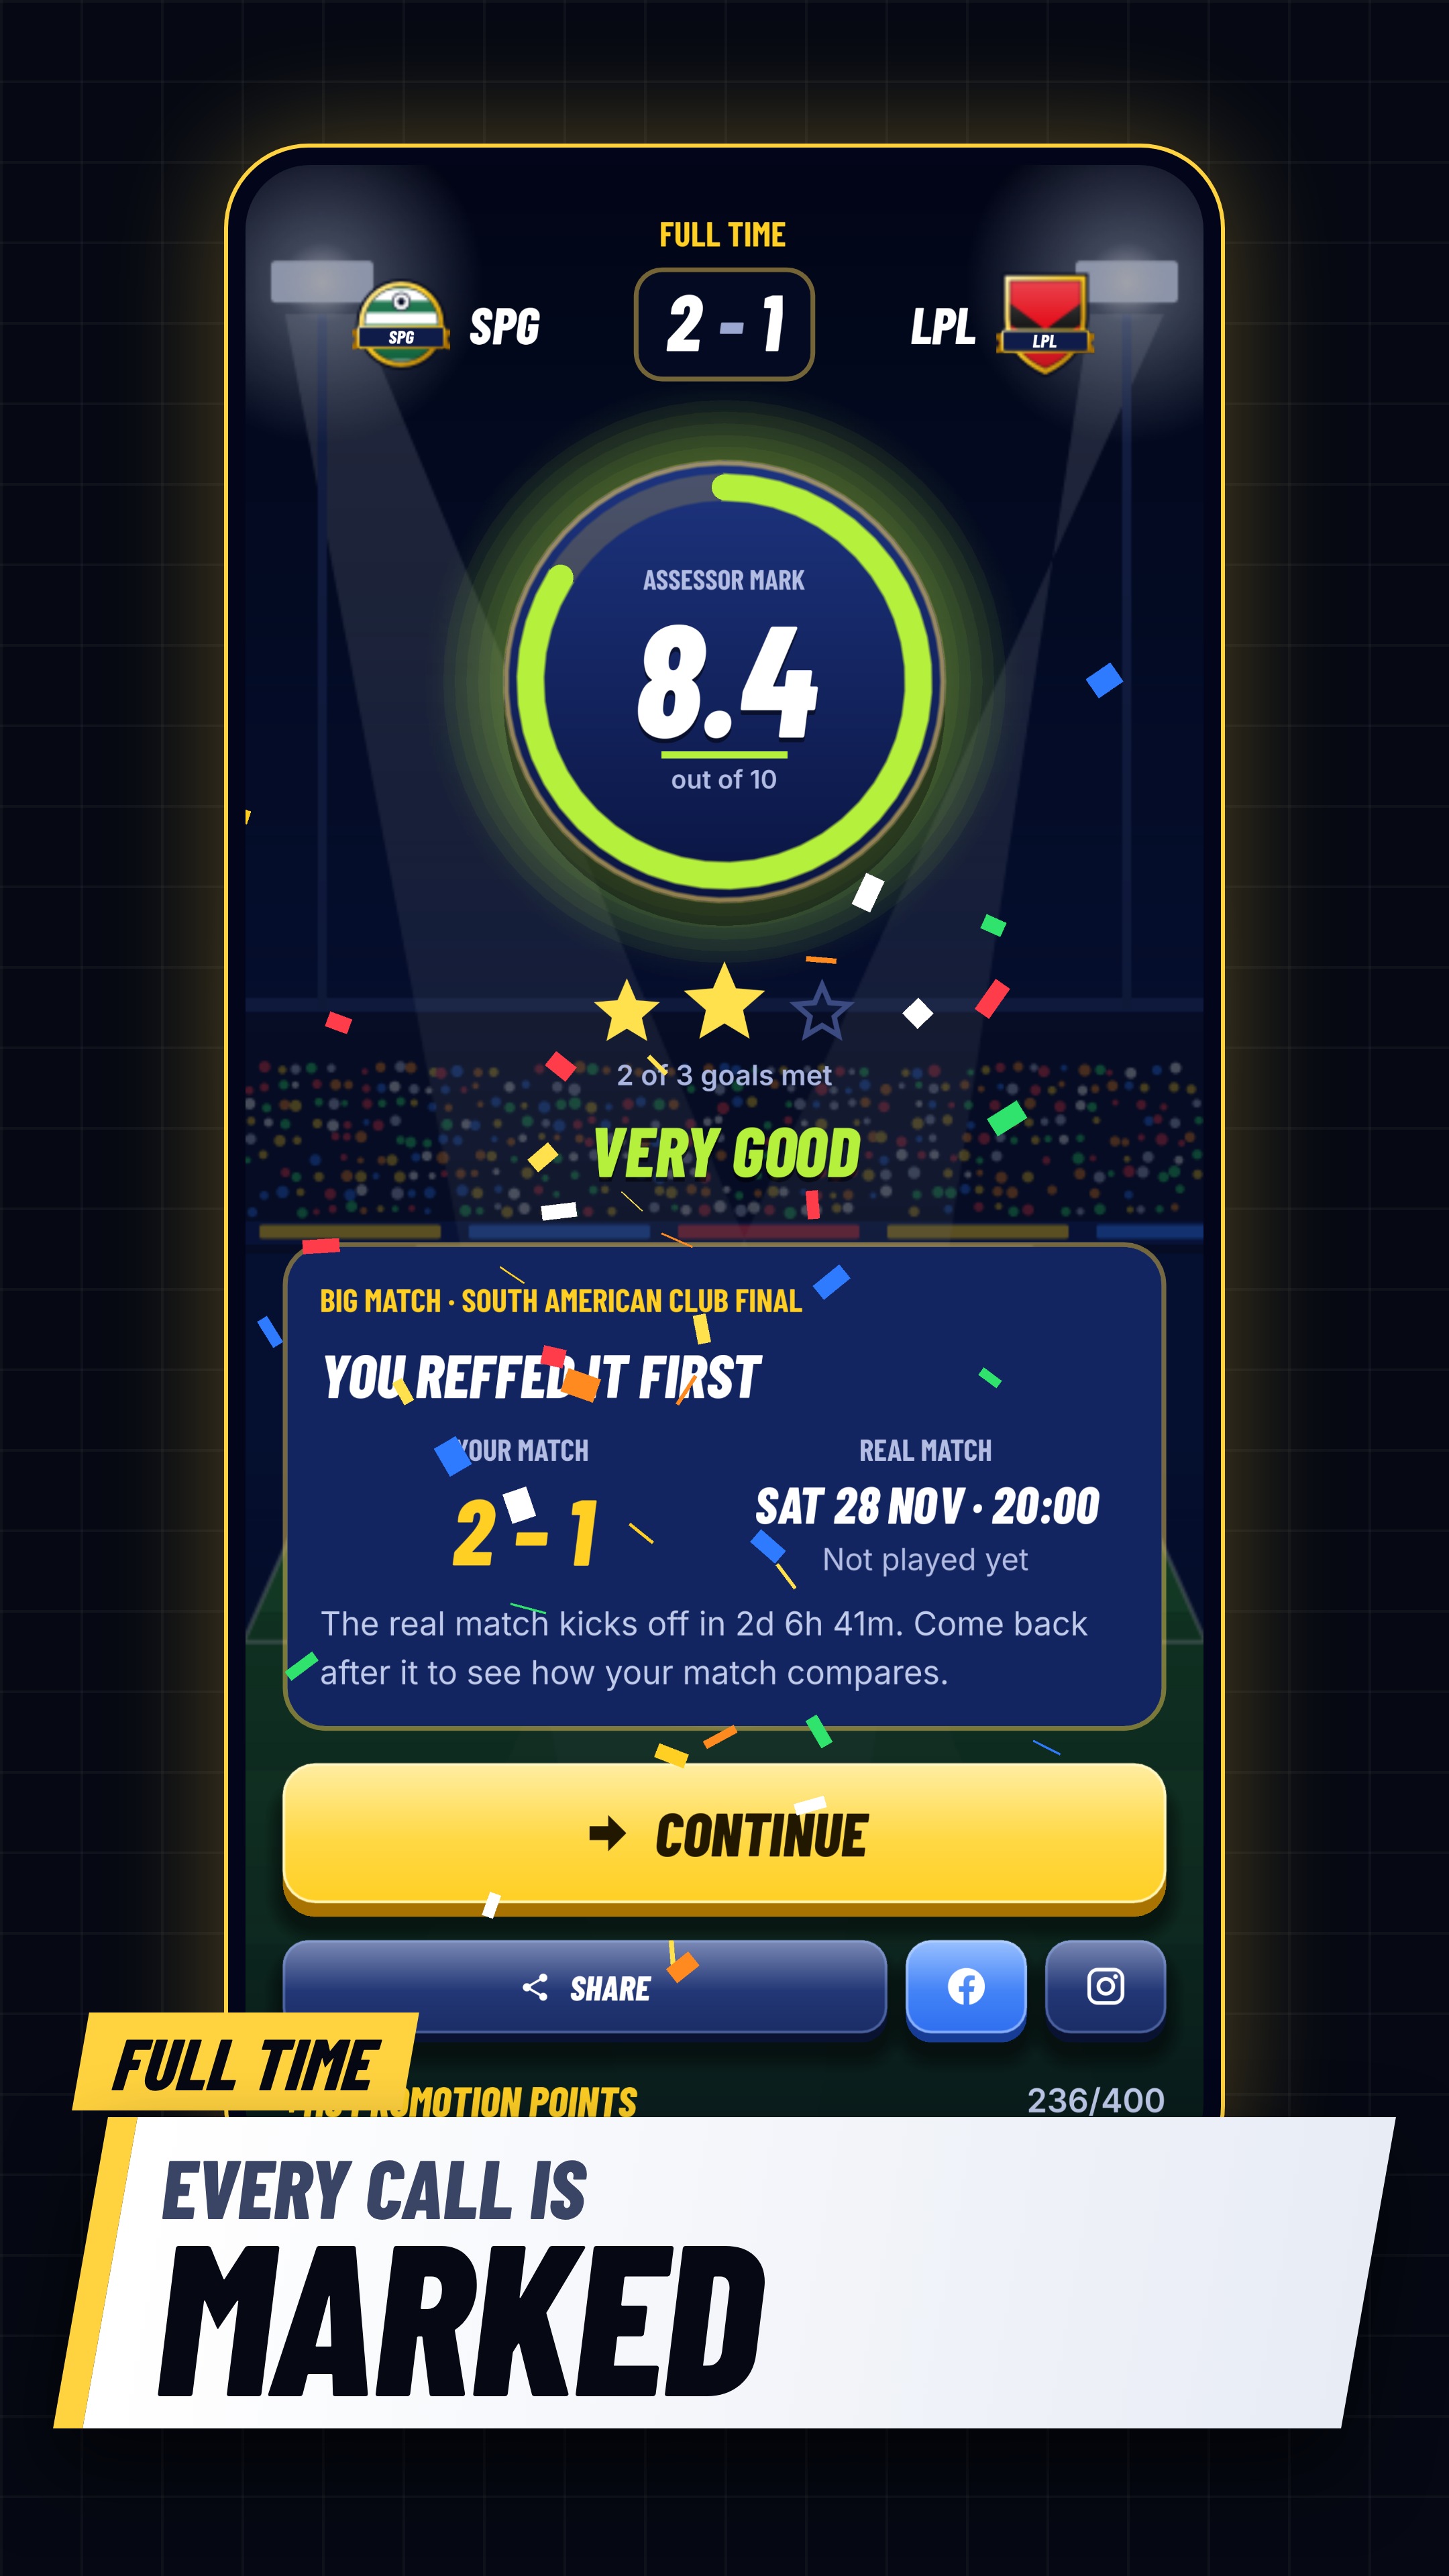 FULL TIME
SPG
SPG
2 - 1
LPL
LPL
ASSESSOR MARK
8.4
out of 10
2 of 3 goals met
VERY GOOD
BIG MATCH · SOUTH AMERICAN CLUB FINAL
YOU REFFED IT FIRST
YOUR MATCH
REAL MATCH
2 - 1
SAT 28 NOV · 20:00
Not played yet
The real match kicks off in 2d 6h 41m. Come back
after it to see how your match compares.
CONTINUE
SHARE
FULL TIME
PROMOTION POINTS
236/400
EVERY CALL IS
MARKED